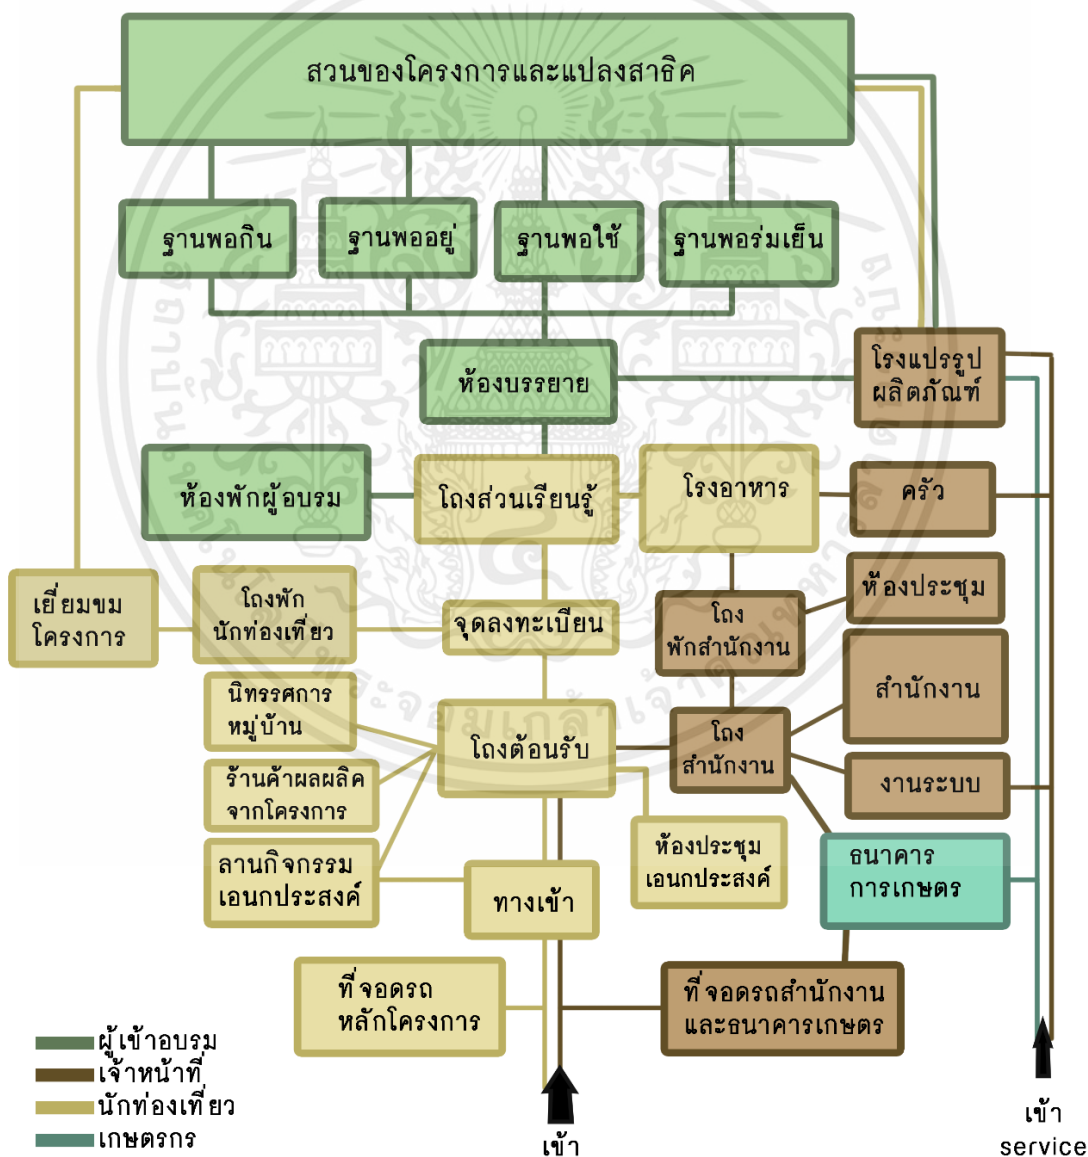 สวนของโครงการและแปลงสาธิค
ฐานพอกิน
ฐานพออยู่
ฐานพอใช้
ฐานพอร่มเย็น
ห้องบรรยาย
โรงแปรรูป
ผลิตภัณฑ์
ห้องพักผู้อบรม
โถงส่วนเรียนรู้
โรงอาหาร
ครัว
เยี่ยมขม
โครงการ
โถงพัก
นักท่องเที่ยว
จุดลงทะเบียน
โถง
พักสำนักงาน
ห้องประชุม
นิทรรศการ
หมู่บ้าน
โถงต้อนรับ
โถง
สำนักงาน
สำนักงาน
ร้านค้าผลผลิค
จากโครงการ
งานระบบ
ลานกิจกรรม
เอนกประสงค์
ทางเข้า
ห้องประชุม
เอนกประสงค์
ธนาคาร
การเกษตร
ที่จอดรถ
หลักโครงการ
ที่จอดรถสำนักงาน
และธนาคารเกษตร
ผู้เข้าอบรม
เจ้าหน้าที่
นักท่องเที่ยว
เกษตรกร
เข้า
เข้า
service